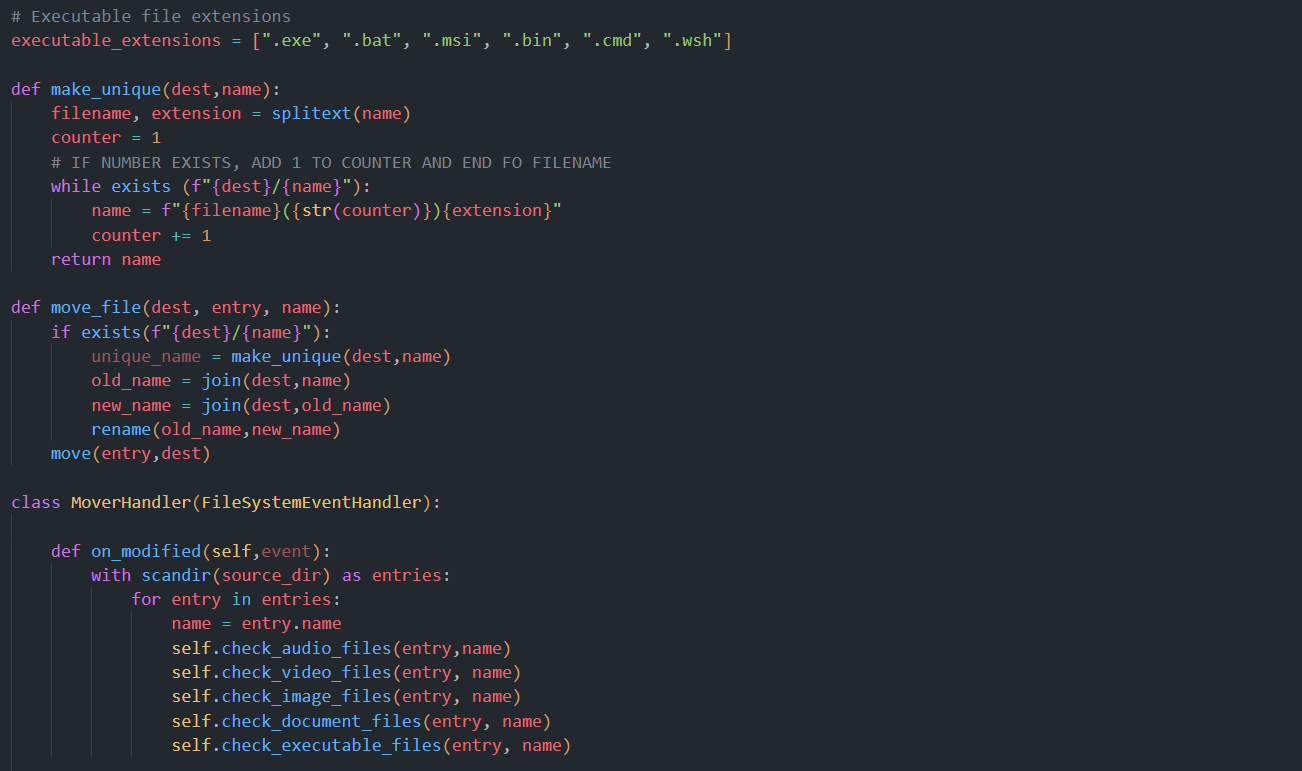 # Executable file extensions
executable_extensions = [".exe", ".bat", ".msi", ".bin", ".cmd", ".wsh"]

def make_unique(dest,name):
    filename, extension = splitext(name)
    counter = 1
    # IF NUMBER EXISTS, ADD 1 TO COUNTER AND END FO FILENAME
    while exists (f"{dest}/{name}"):
        name = f"{filename}({str(counter)}){extension}"
        counter += 1
    return name

def move_file(dest, entry, name):
    if exists(f"{dest}/{name}"):
        unique_name = make_unique(dest,name)
        old_name = join(dest,name)
        new_name = join(dest,old_name)
        rename(old_name,new_name)
    move(entry,dest)

class MoverHandler(FileSystemEventHandler):

    def on_modified(self,event):
        with scandir(source_dir) as entries:
            for entry in entries:
                name = entry.name
                self.check_audio_files(entry,name)
                self.check_video_files(entry, name)
                self.check_image_files(entry, name)
                self.check_document_files(entry, name)
                self.check_executable_files(entry, name)